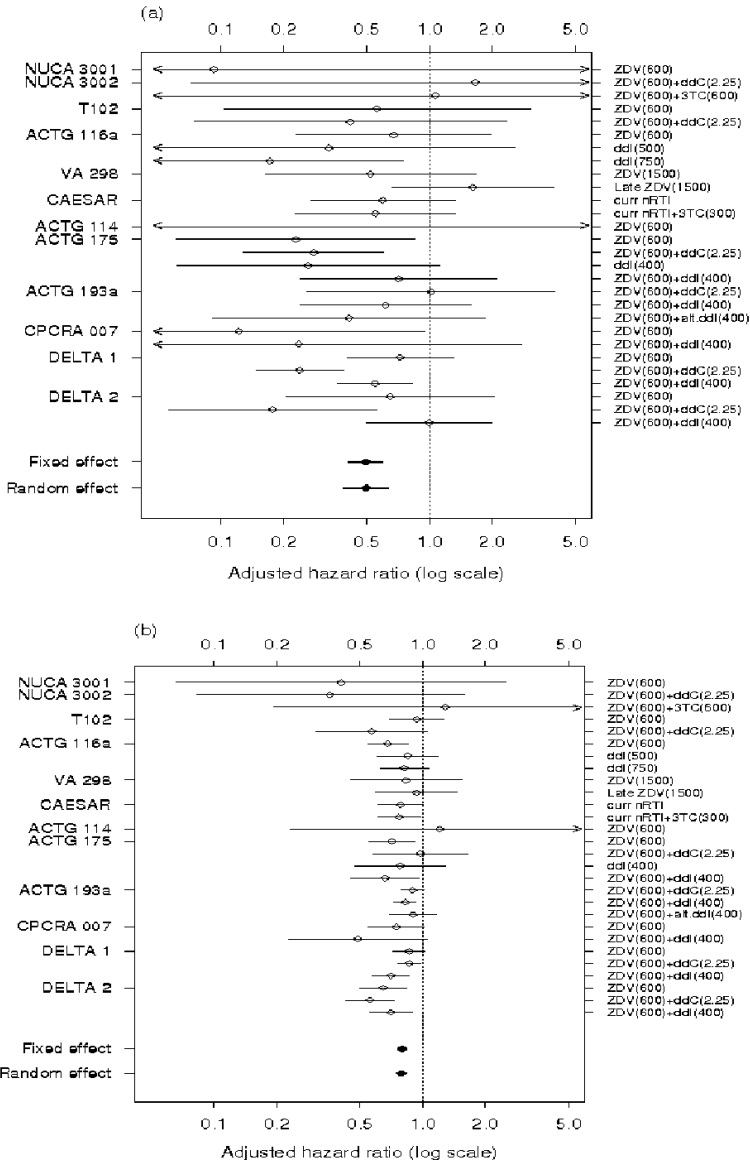 (a)
0.1 0.2 0.5 1.0 2.0 5.0
NUCA 3001 ZDV(600)
NUCA 3002 ZDV(600)+ddC(2.25)
ZDV(600)+3TC(600)
T102 ZDV(600)
ZDV(600)+ddC(2.25)
ACTG 116a ZDV(600)
ddI(500)
ddI(750)
VA 298 ZDV(1500)
Late ZDV(1500)
CAESAR curr nRTI
curr nRTI+3TC(300)
ACTG 114 ZDV(600)
ACTG 175 ZDV(600)
ZDV(600)+ddC(2.25)
ddI(400)
ZDV(600)+ddI(400)
ACTG 193a ZDV(600)+ddC(2.25)
ZDV(600)+ddI(400)
ZDV(600)+alt.ddI(400)
CPCRA 007 ZDV(600)
ZDV(600)+ddI(400)
DELTA 1 ZDV(600)
ZDV(600)+ddC(2.25)
ZDV(600)+ddI(400)
DELTA 2 ZDV(600)
ZDV(600)+ddC(2.25)
ZDV(600)+ddI(400)
Fixed effect
Random effect
0.1 0.2 0.5 1.0 2.0 5.0
Adjusted hazard ratio (log scale)
(b)
0.1 0.2 0.5 1.0 2.0 5.0
NUCA 3001 ZDV(600)
NUCA 3002 ZDV(600)+ddC(2.25)
ZDV(600)+3TC(600)
T102 ZDV(600)
ZDV(600)+ddC(2.25)
ACTG 116a ZDV(600)
ddI(500)
ddI(750)
VA 298 ZDV(1500)
Late ZDV(1500)
CAESAR curr nRTI
curr nRTI+3TC(300)
ACTG 114 ZDV(600)
ACTG 175 ZDV(600)
ZDV(600)+ddC(2.25)
ddI(400)
ZDV(600)+ddI(400)
ACTG 193a ZDV(600)+ddC(2.25)
ZDV(600)+ddI(400)
ZDV(600)+alt.ddI(400)
CPCRA 007 ZDV(600)
ZDV(600)+ddI(400)
DELTA 1 ZDV(600)
ZDV(600)+ddC(2.25)
ZDV(600)+ddI(400)
DELTA 2 ZDV(600)
ZDV(600)+ddC(2.25)
ZDV(600)+ddI(400)
Fixed effect
Random effect
0.1 0.2 0.5 1.0 2.0 5.0
Adjusted hazard ratio (log scale)